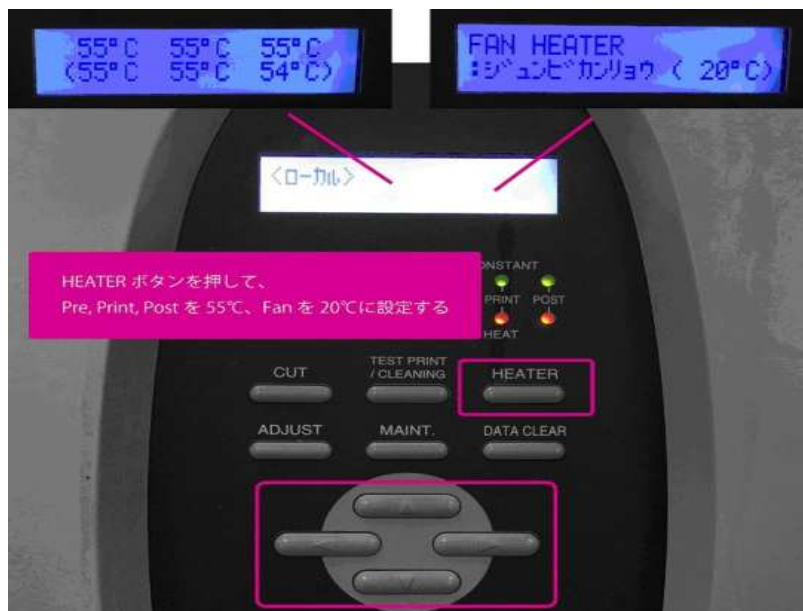 55°C 55°C 55°C
(55°C 55°C 54°C)
FAN HEATER
:ｼﾞｭﾝﾋﾞｶﾝﾘｮｳ ( 20°C)
<ﾛｰｶﾙ>
HEATER ボタンを押して、
Pre, Print, Post を 55℃、Fan を 20℃に設定する
PRINT POST
HEAT
CUT
TEST PRINT
/ CLEANING
HEATER
ADJUST
MAINT.
DATA CLEAR